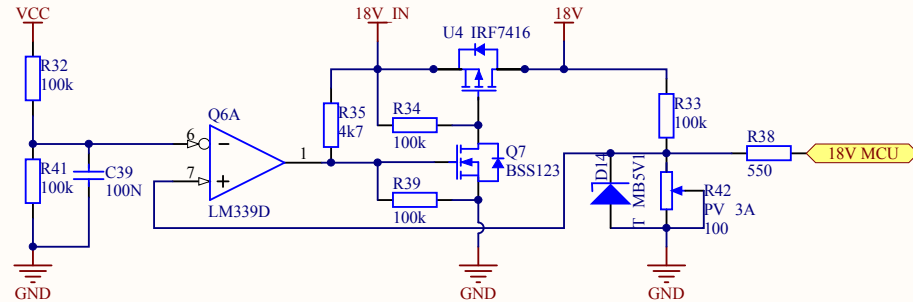 VCC
18V_IN
18V
U4 IRF7416
R32
100k
Q6A
R35
4k7
R34
100k
R33
100k
R38
550
18V MCU
6
7
1
R41
100k
C39
100N
LM339D
Q7
BSS123
R39
100k
D14
T MB5V1
R42
PV 3A
100
GND
GND
GND